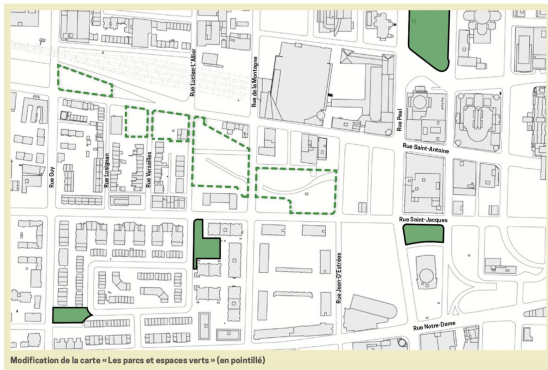 Rue Lucien-L'Allier
Rue de la Montagne
Rue Peel
Rue Saint-Antoine
Rue Guy
Rue Lusignan
Rue Versailles
Rue Saint-Jacques
Rue Jean-D'Estrées
Rue Notre-Dame
Modification de la carte « Les parcs et espaces verts » (en pointillé)